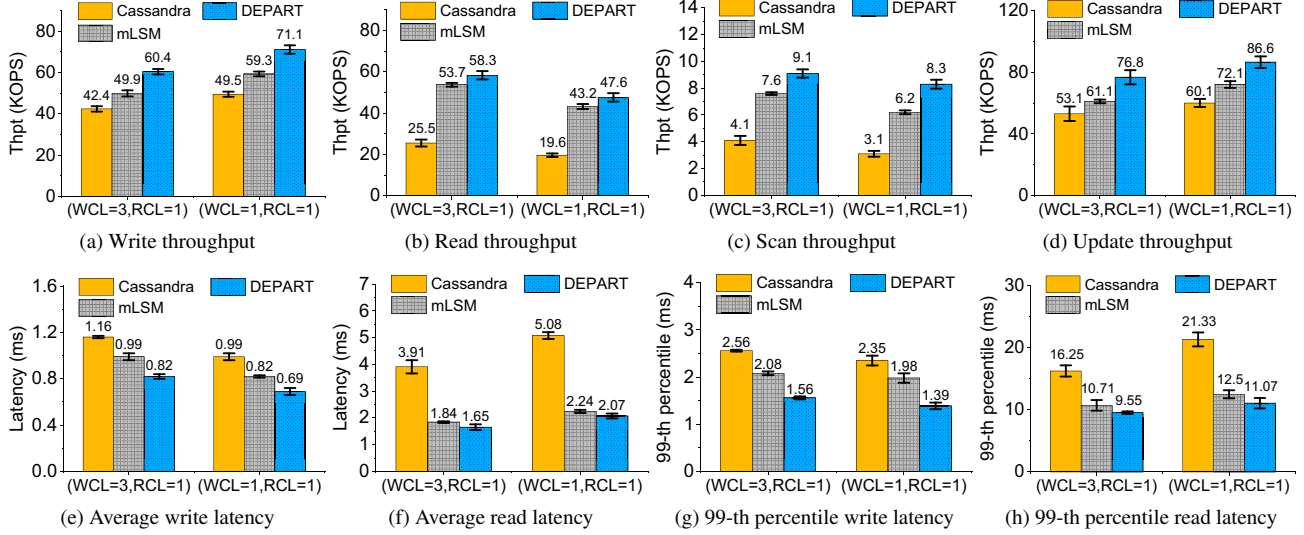 Cassandra DEPART
mLSM
Thpt (KOPS)
80
60
40
20
0
42.4 49.9 60.4 49.5 59.3 71.1
(WCL=3,RCL=1) (WCL=1,RCL=1)
(a) Write throughput
Cassandra DEPART
mLSM
Thpt (KOPS)
80
60
40
20
0
25.5 53.7 58.3 19.6 43.2 47.6
(WCL=3,RCL=1) (WCL=1,RCL=1)
(b) Read throughput
Cassandra DEPART
mLSM
Thpt (KOPS)
14
12
10
8
6
4
2
0
4.1 7.6 9.1 3.1 6.2 8.3
(WCL=3,RCL=1) (WCL=1,RCL=1)
(c) Scan throughput
Cassandra DEPART
mLSM
Thpt (KOPS)
120
90
60
30
0
53.1 61.1 76.8 60.1 72.1 86.6
(WCL=3,RCL=1) (WCL=1,RCL=1)
(d) Update throughput
Cassandra DEPART
mLSM
Latency (ms)
1.6
1.2
0.8
0.4
0.0
1.16 0.99 0.82 0.99 0.82 0.69
(WCL=3,RCL=1) (WCL=1,RCL=1)
(e) Average write latency
Cassandra DEPART
mLSM
Latency (ms)
7
6
5
4
3
2
1
0
3.91 1.84 1.65 5.08 2.24 2.07
(WCL=3,RCL=1) (WCL=1,RCL=1)
(f) Average read latency
Cassandra DEPART
mLSM
99-th percentile (ms)
4
3
2
1
0
2.56 2.08 1.56 2.35 1.98 1.39
(WCL=3,RCL=1) (WCL=1,RCL=1)
(g) 99-th percentile write latency
Cassandra DEPART
mLSM
99-th percentile (ms)
30
20
10
0
16.25 10.71 9.55 21.33 12.5 11.07
(WCL=3,RCL=1) (WCL=1,RCL=1)
(h) 99-th percentile read latency